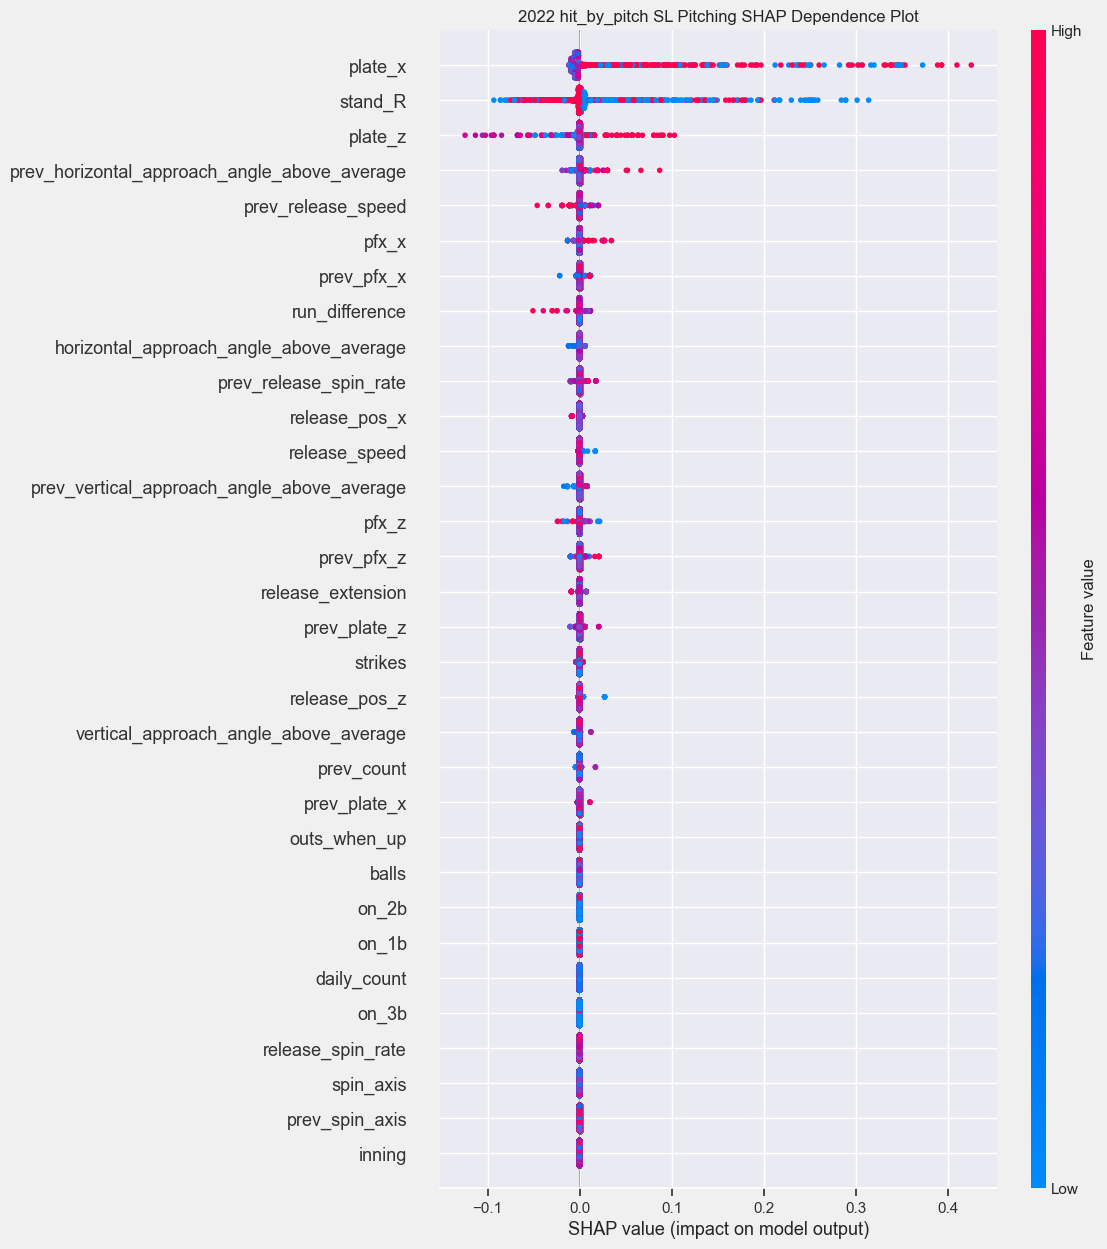 2022 hit_by_pitch SL Pitching SHAP Dependence Plot
High
plate_x
stand_R
plate_z
prev_horizontal_approach_angle_above_average
prev_release_speed
pfx_x
prev_pfx_x
run_difference
horizontal_approach_angle_above_average
prev_release_spin_rate
release_pos_x
release_speed
prev_vertical_approach_angle_above_average
pfx_z
prev_pfx_z
release_extension
prev_plate_z
strikes
release_pos_z
vertical_approach_angle_above_average
prev_count
prev_plate_x
outs_when_up
balls
on_2b
on_1b
daily_count
on_3b
release_spin_rate
spin_axis
prev_spin_axis
inning
Feature value
Low
−0.1 0.0 0.1 0.2 0.3 0.4
SHAP value (impact on model output)